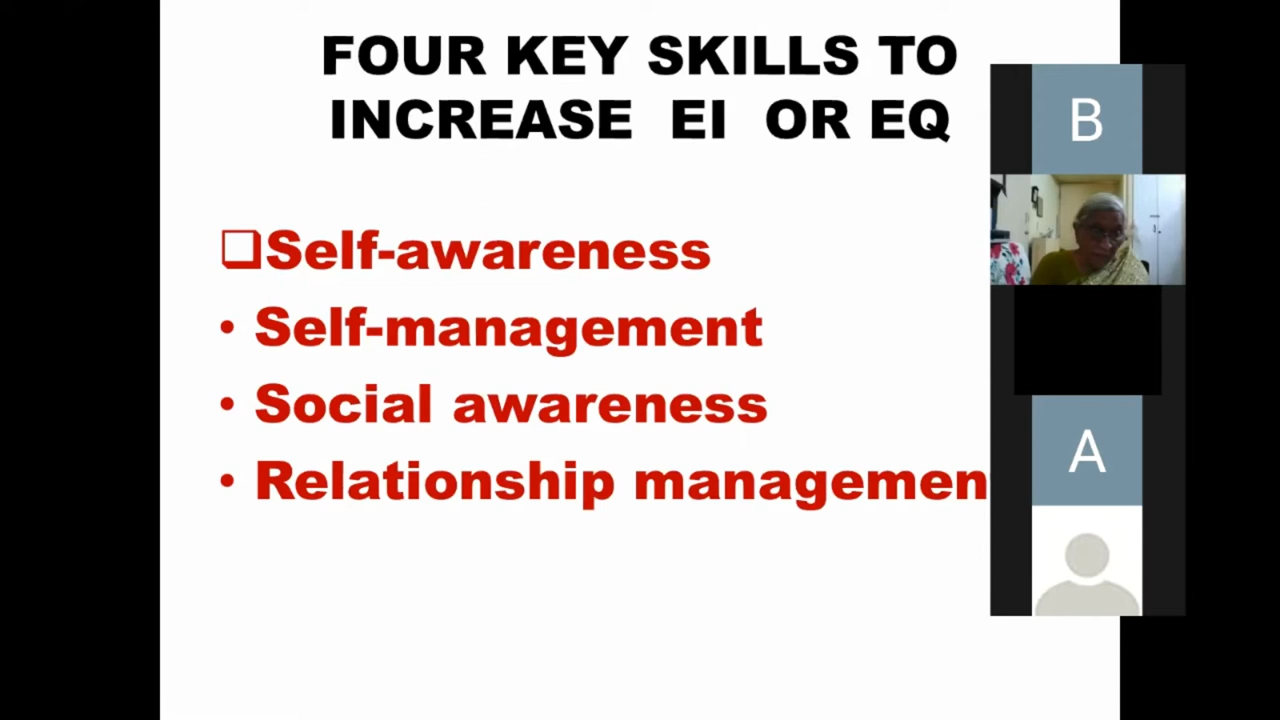 FOUR KEY SKILLS TO
INCREASE EI OR EQ
❑Self-awareness
• Self-management
• Social awareness
• Relationship managemen
B
A